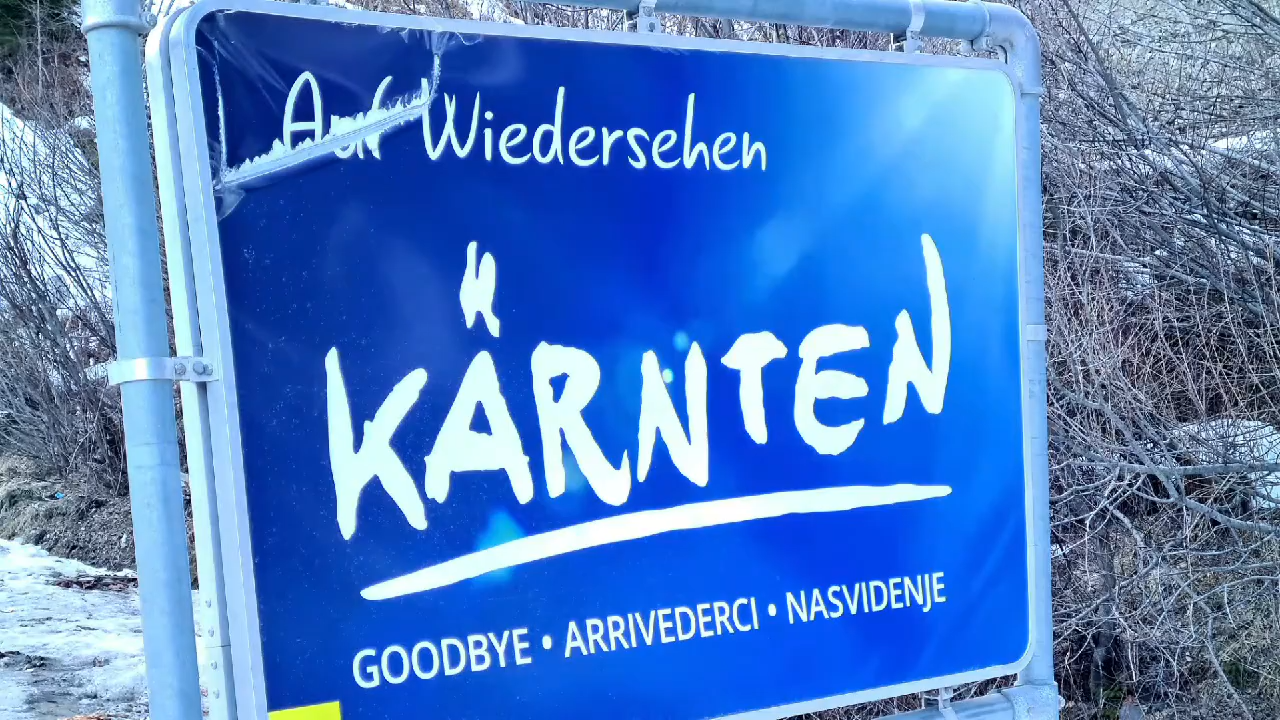 Auf Wiedersehen
KÄRNTEN
GOODBYE • ARRIVEDERCI • NASVIDENJE